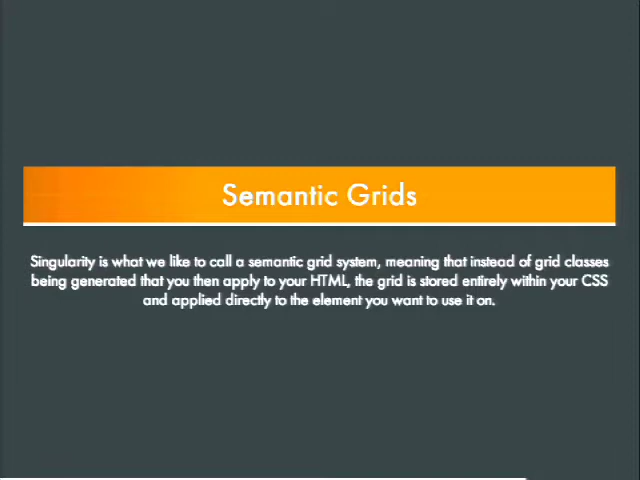 Semantic Grids
Singularity is what we like to call a semantic grid system, meaning that instead of grid classes
being generated that you then apply to your HTML, the grid is stored entirely within your CSS
and applied directly to the element you want to use it on.